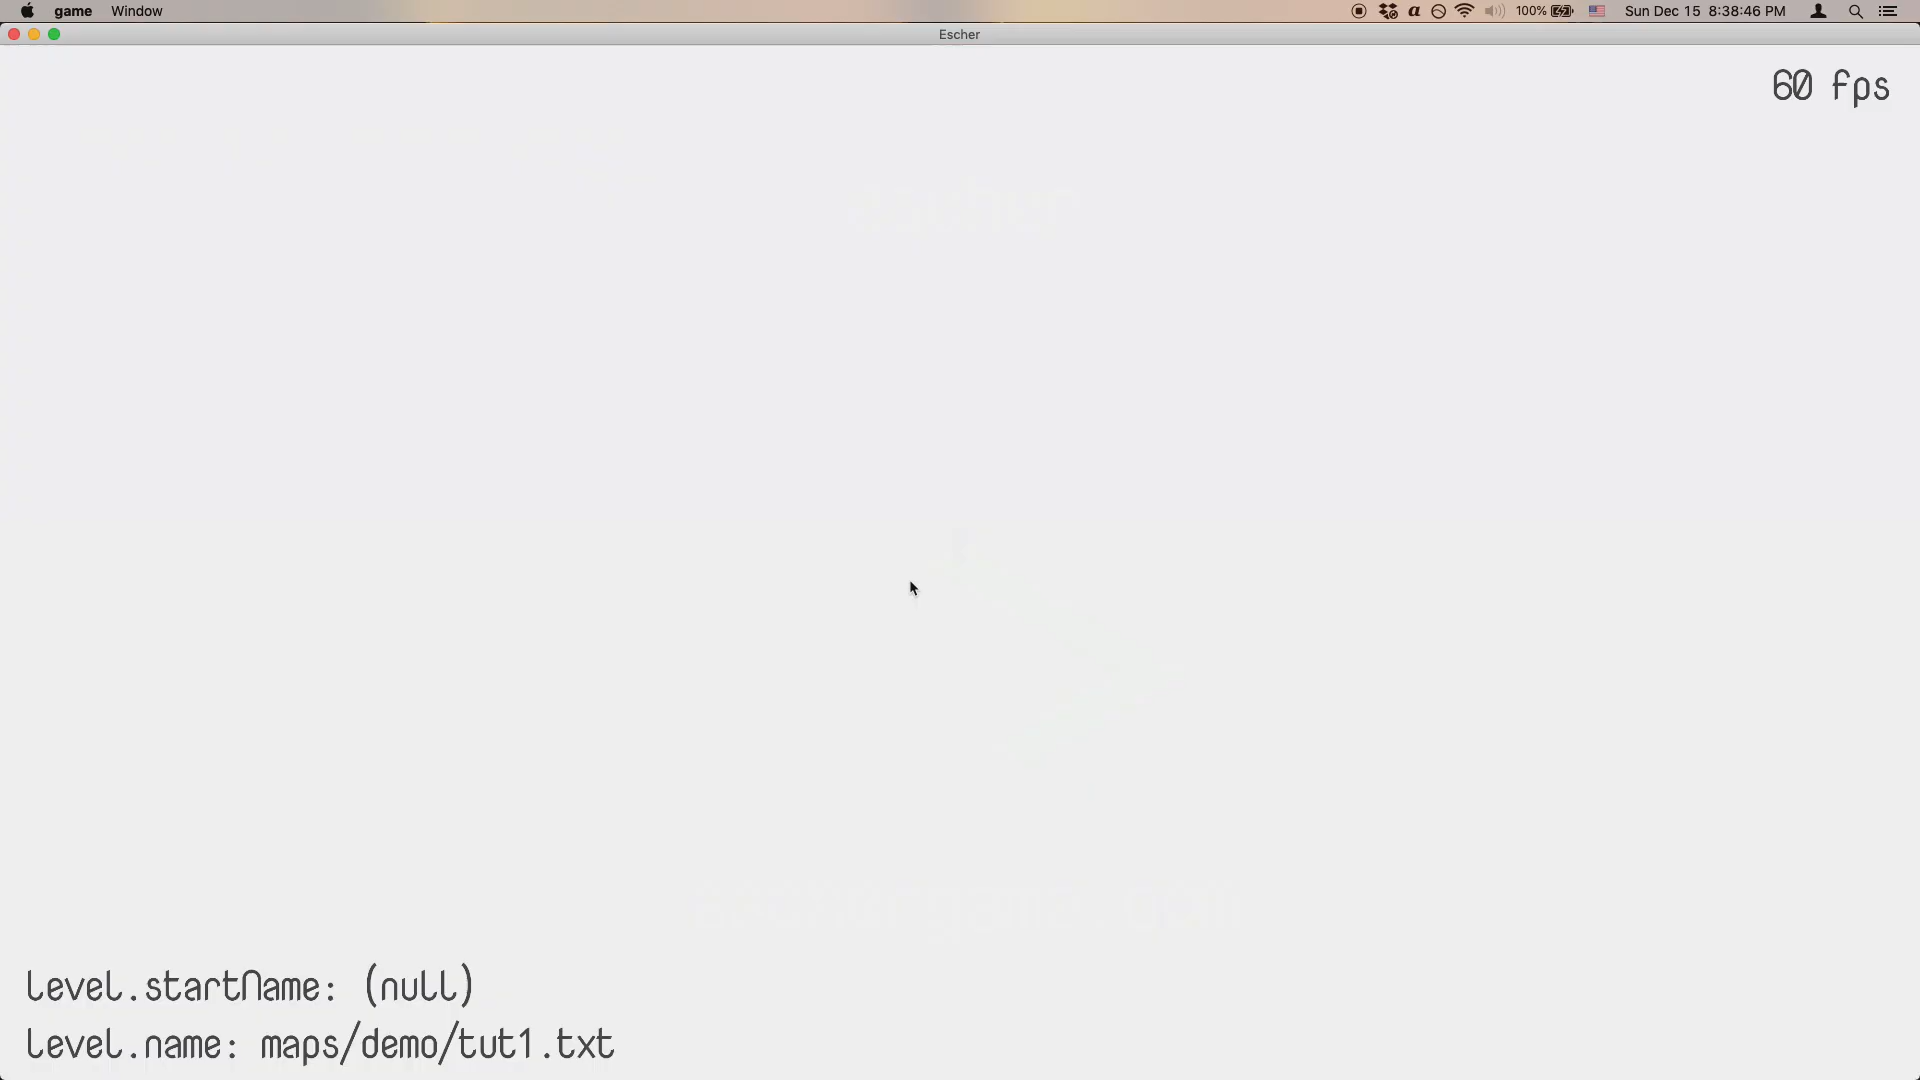 game Window
100%
Sun Dec 15 8:38:46 PM
Escher
60 fps
level.startName: (null)
level.name: maps/demo/tut1.txt